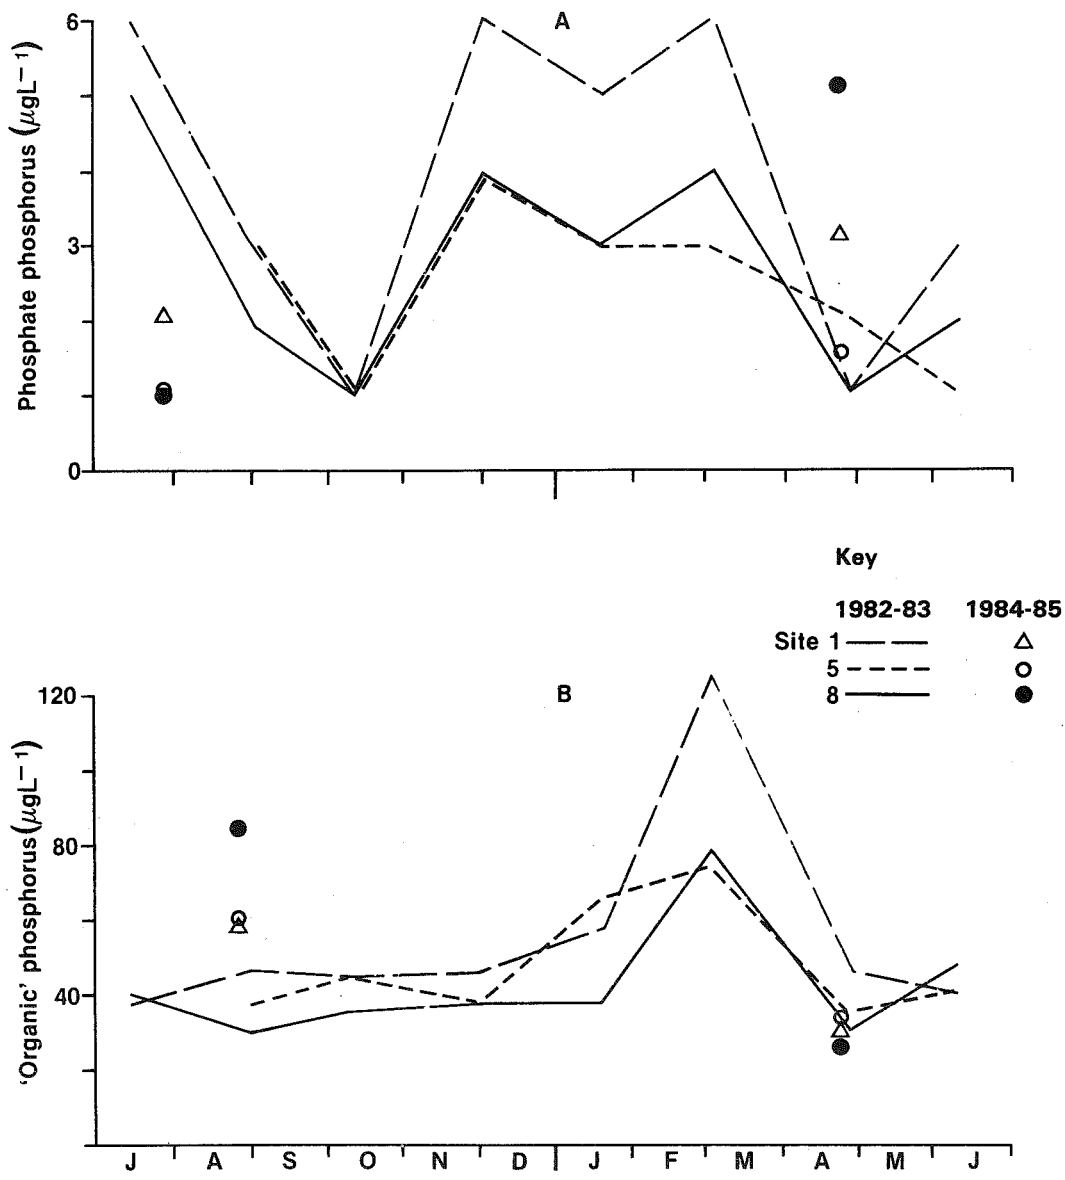 A
Phosphate phosphorus (μgL⁻¹)
6
3
0
Key
1982-83 1984-85
Site 1
5
8
B
'Organic' phosphorus (μgL⁻¹)
120
80
40
J A S O N D J F M A M J